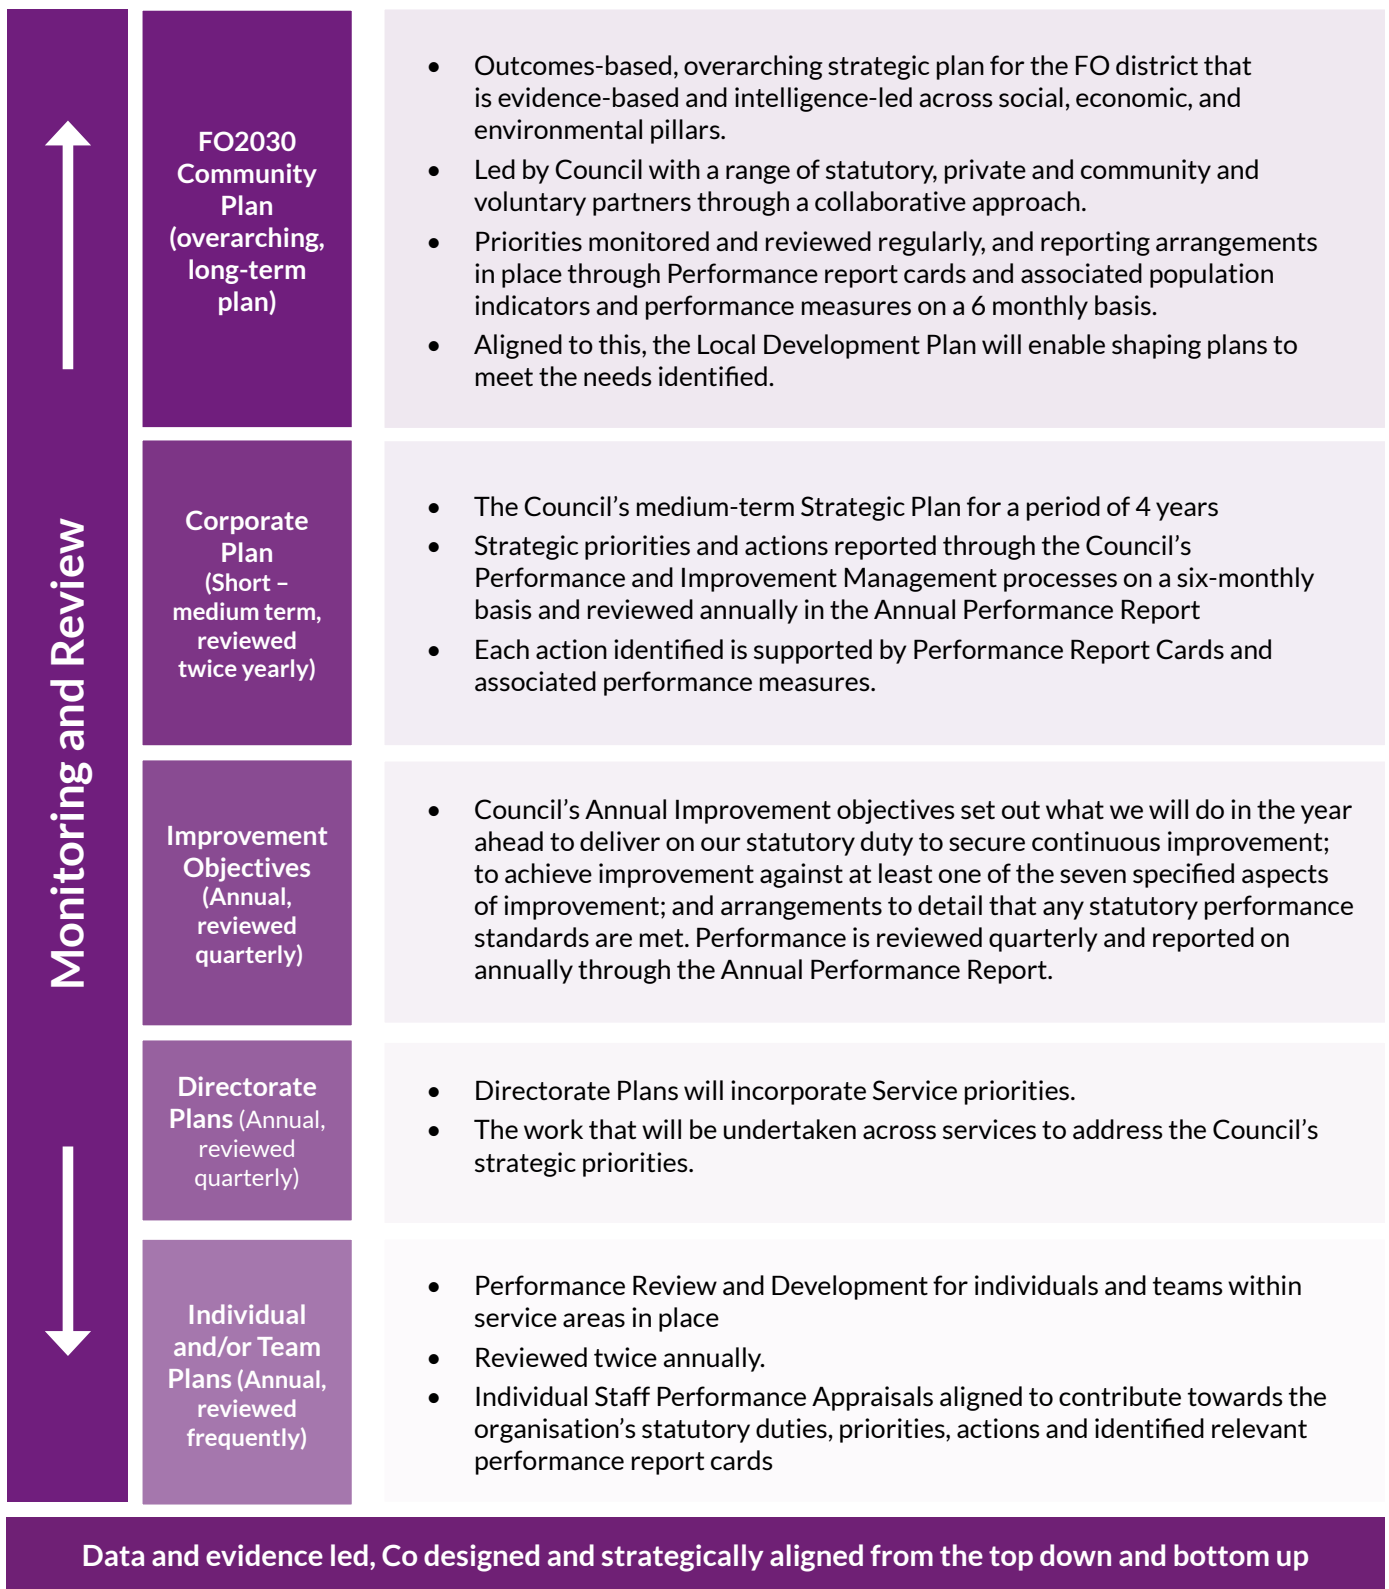 Monitoring and Review
FO2030
Community
Plan
(overarching,
long-term
plan)
• Outcomes-based, overarching strategic plan for the FO district that
is evidence-based and intelligence-led across social, economic, and
environmental pillars.
• Led by Council with a range of statutory, private and community and
voluntary partners through a collaborative approach.
• Priorities monitored and reviewed regularly, and reporting arrangements
in place through Performance report cards and associated population
indicators and performance measures on a 6 monthly basis.
• Aligned to this, the Local Development Plan will enable shaping plans to
meet the needs identified.
Corporate
Plan
(Short –
medium term,
reviewed
twice yearly)
• The Council’s medium-term Strategic Plan for a period of 4 years
• Strategic priorities and actions reported through the Council’s
Performance and Improvement Management processes on a six-monthly
basis and reviewed annually in the Annual Performance Report
• Each action identified is supported by Performance Report Cards and
associated performance measures.
Improvement
Objectives
(Annual,
reviewed
quarterly)
• Council’s Annual Improvement objectives set out what we will do in the year
ahead to deliver on our statutory duty to secure continuous improvement;
to achieve improvement against at least one of the seven specified aspects
of improvement; and arrangements to detail that any statutory performance
standards are met. Performance is reviewed quarterly and reported on
annually through the Annual Performance Report.
Directorate
Plans (Annual,
reviewed
quarterly)
• Directorate Plans will incorporate Service priorities.
• The work that will be undertaken across services to address the Council’s
strategic priorities.
Individual
and/or Team
Plans (Annual,
reviewed
frequently)
• Performance Review and Development for individuals and teams within
service areas in place
• Reviewed twice annually.
• Individual Staff Performance Appraisals aligned to contribute towards the
organisation’s statutory duties, priorities, actions and identified relevant
performance report cards
Data and evidence led, Co designed and strategically aligned from the top down and bottom up